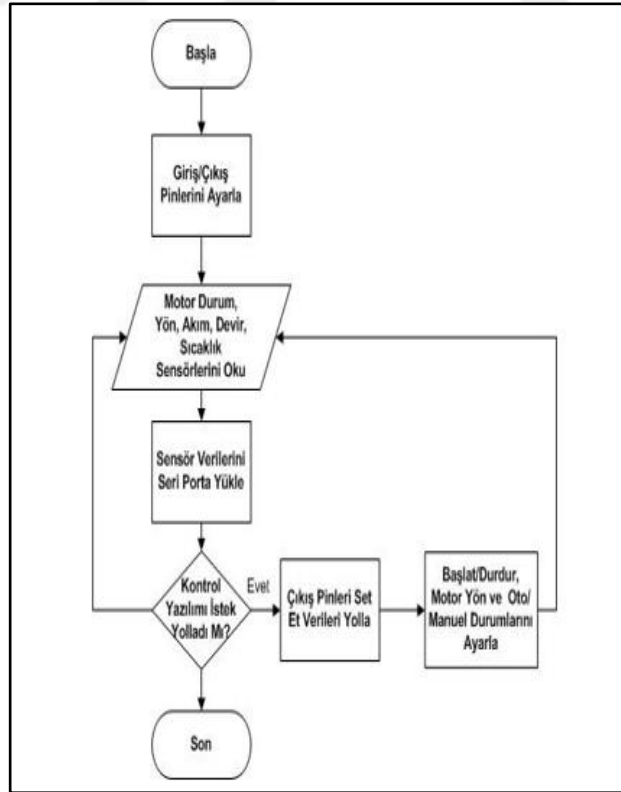 Başla
Giriş/Çıkış
Pinlerini Ayarla
Motor Durum,
Yön, Akım, Devir,
Sıcaklık
Sensörlerini Oku
Sensör Verilerini
Seri Porta Yükle
Kontrol
Yazılımı İstek
Yolladı Mı?
Evet
Çıkış Pinleri Set
Et Verileri Yolla
Başlat/Durdur,
Motor Yön ve Oto/
Manuel Durumlarını
Ayarla
Son